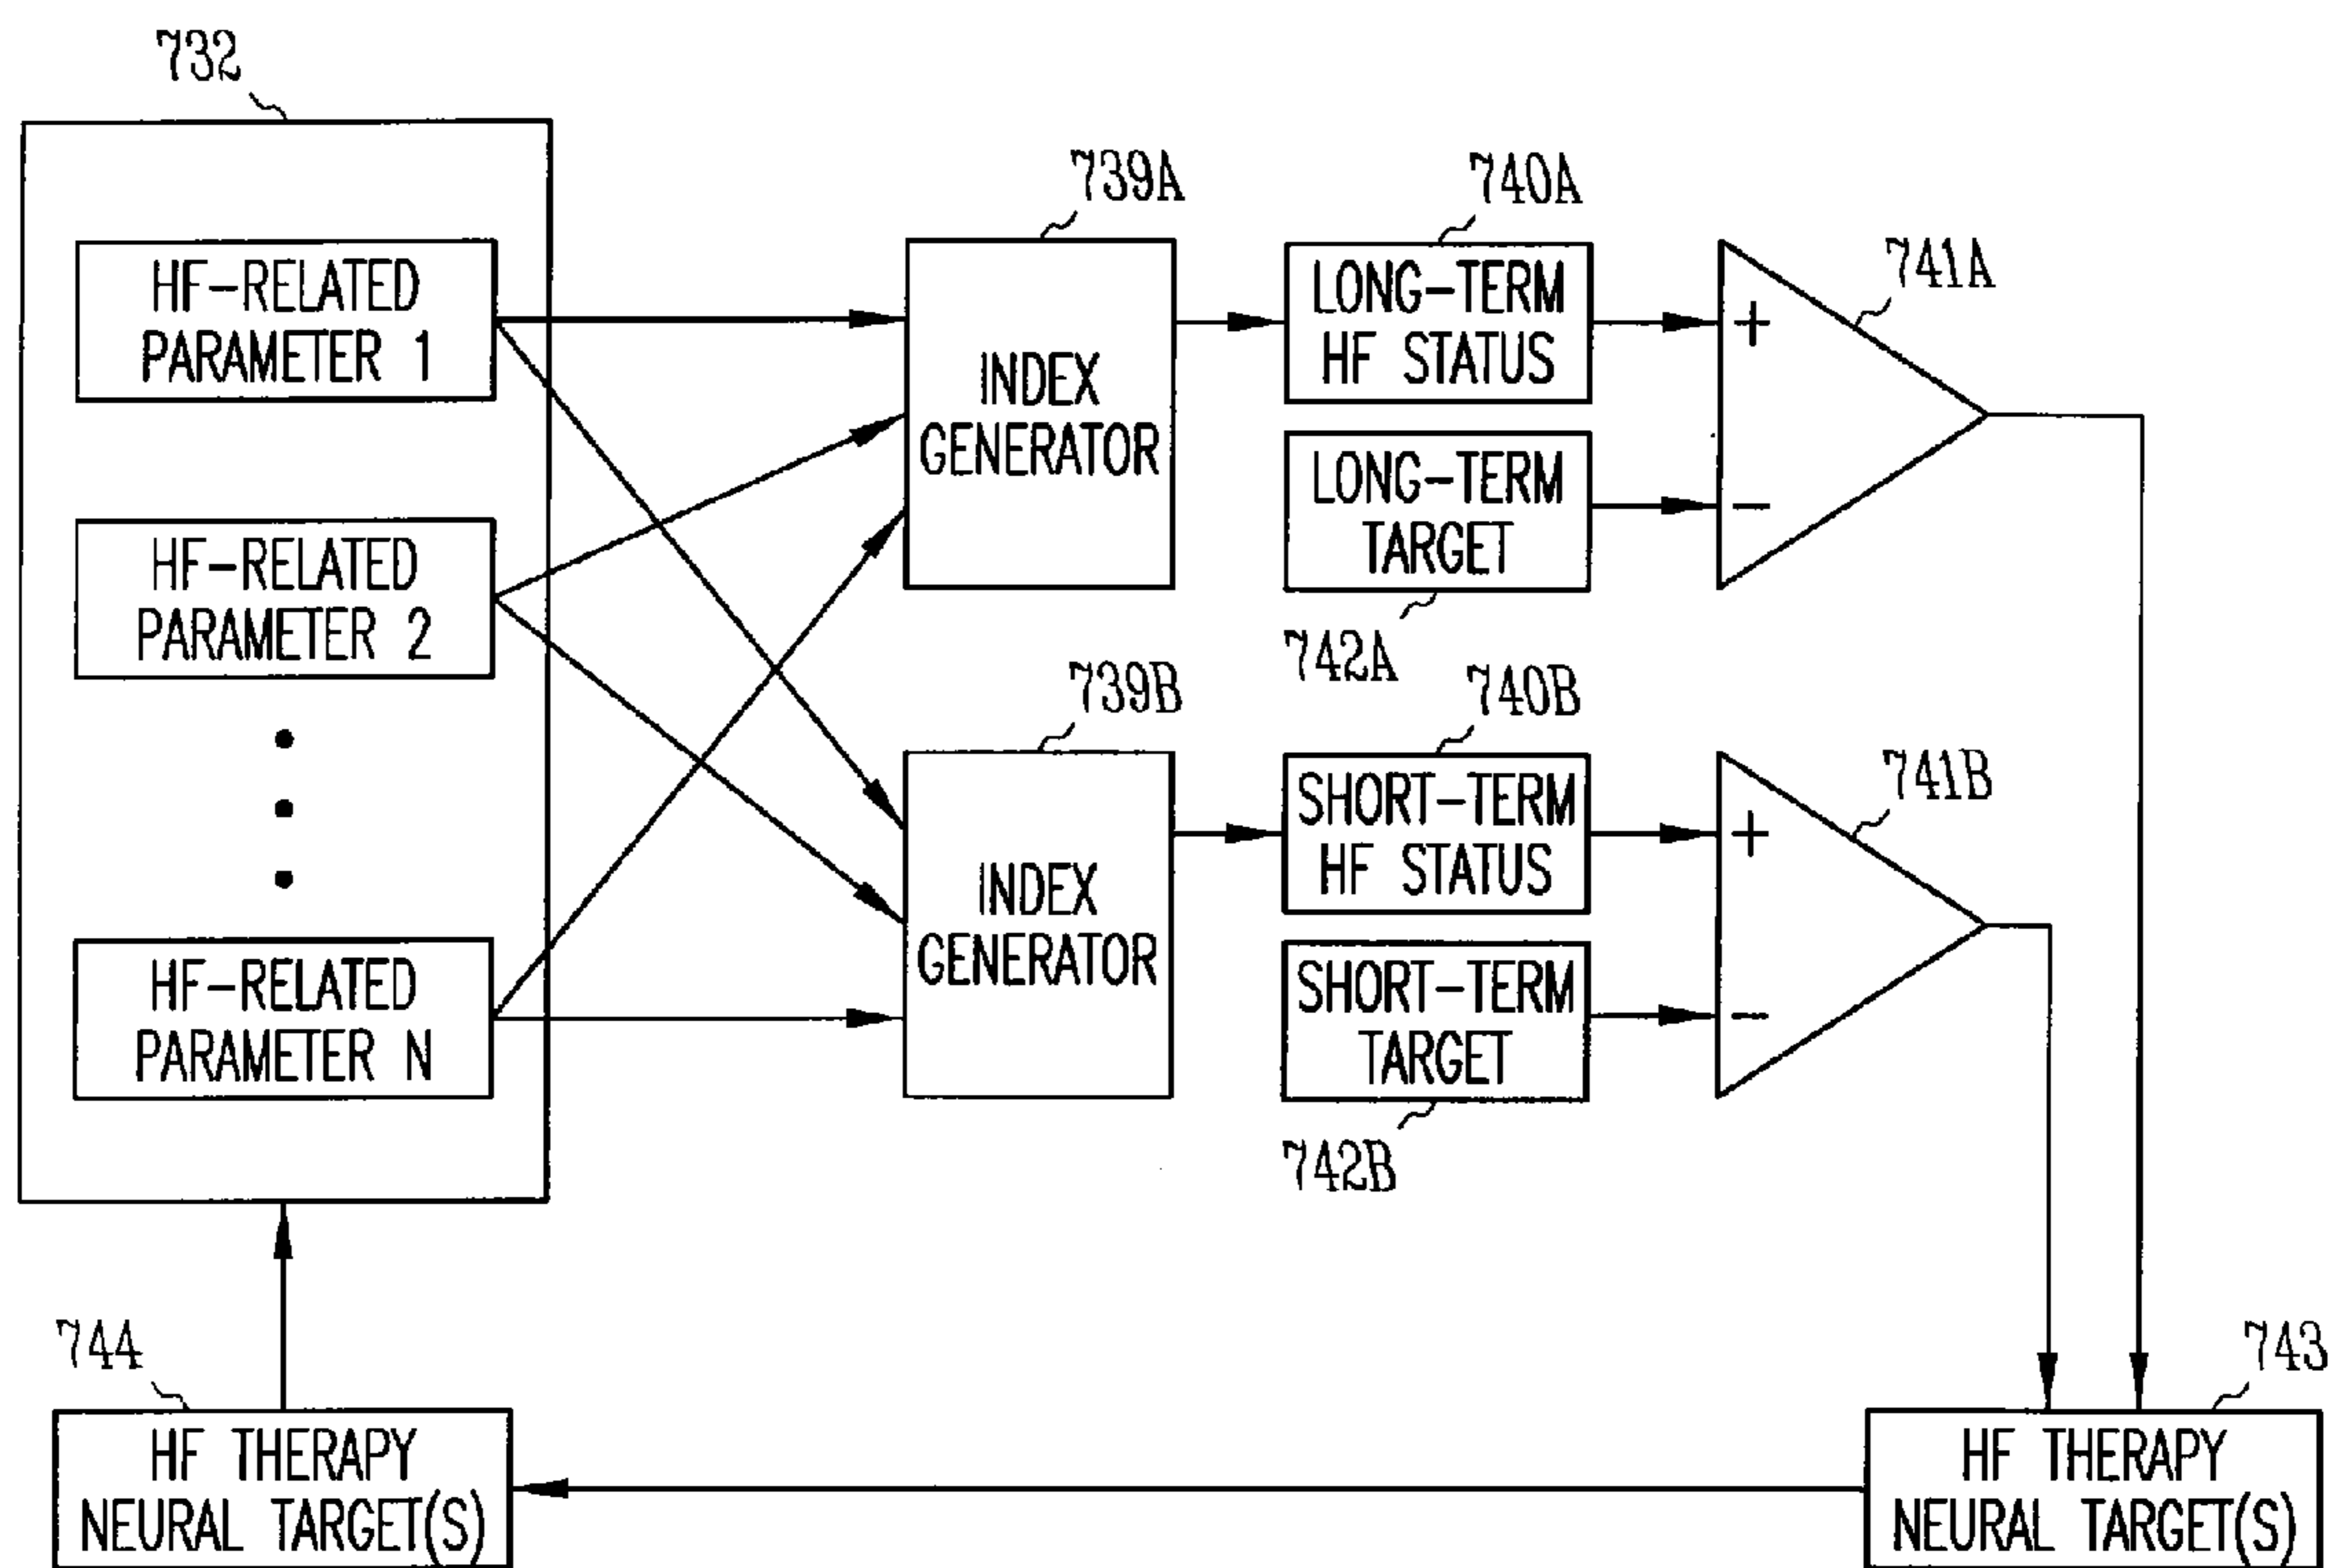 732
HF-RELATED
PARAMETER 1
HF-RELATED
PARAMETER 2
HF-RELATED
PARAMETER N
739A
INDEX
GENERATOR
740A
LONG-TERM
HF STATUS
741A
+
LONG-TERM
TARGET
−
742A
739B
INDEX
GENERATOR
740B
SHORT-TERM
HF STATUS
741B
+
SHORT-TERM
TARGET
−
742B
744
HF THERAPY
NEURAL TARGET(S)
743
HF THERAPY
NEURAL TARGET(S)